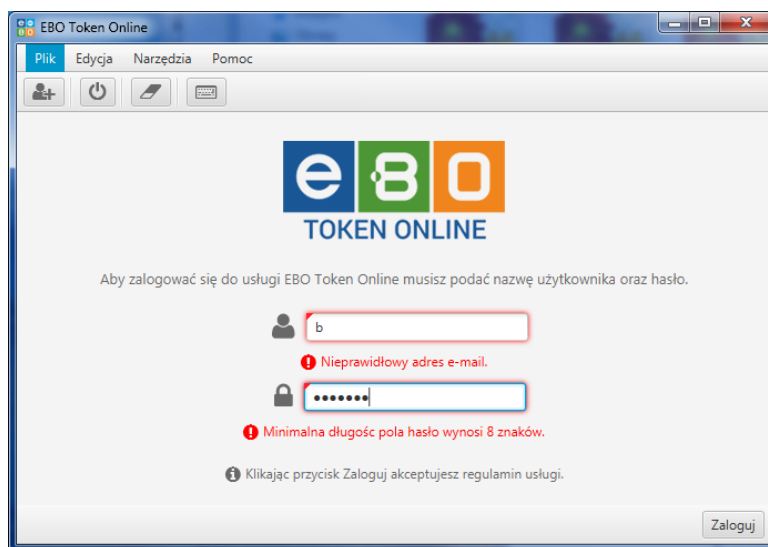 EBO Token Online
Plik Edycja Narzędzia Pomoc
eBO
TOKEN ONLINE
Aby zalogować się do usługi EBO Token Online musisz podać nazwę użytkownika oraz hasło.
b
Nieprawidłowy adres e-mail.
•••••••
Minimalna długośc pola hasło wynosi 8 znaków.
Klikając przycisk Zaloguj akceptujesz regulamin usługi.
Zaloguj